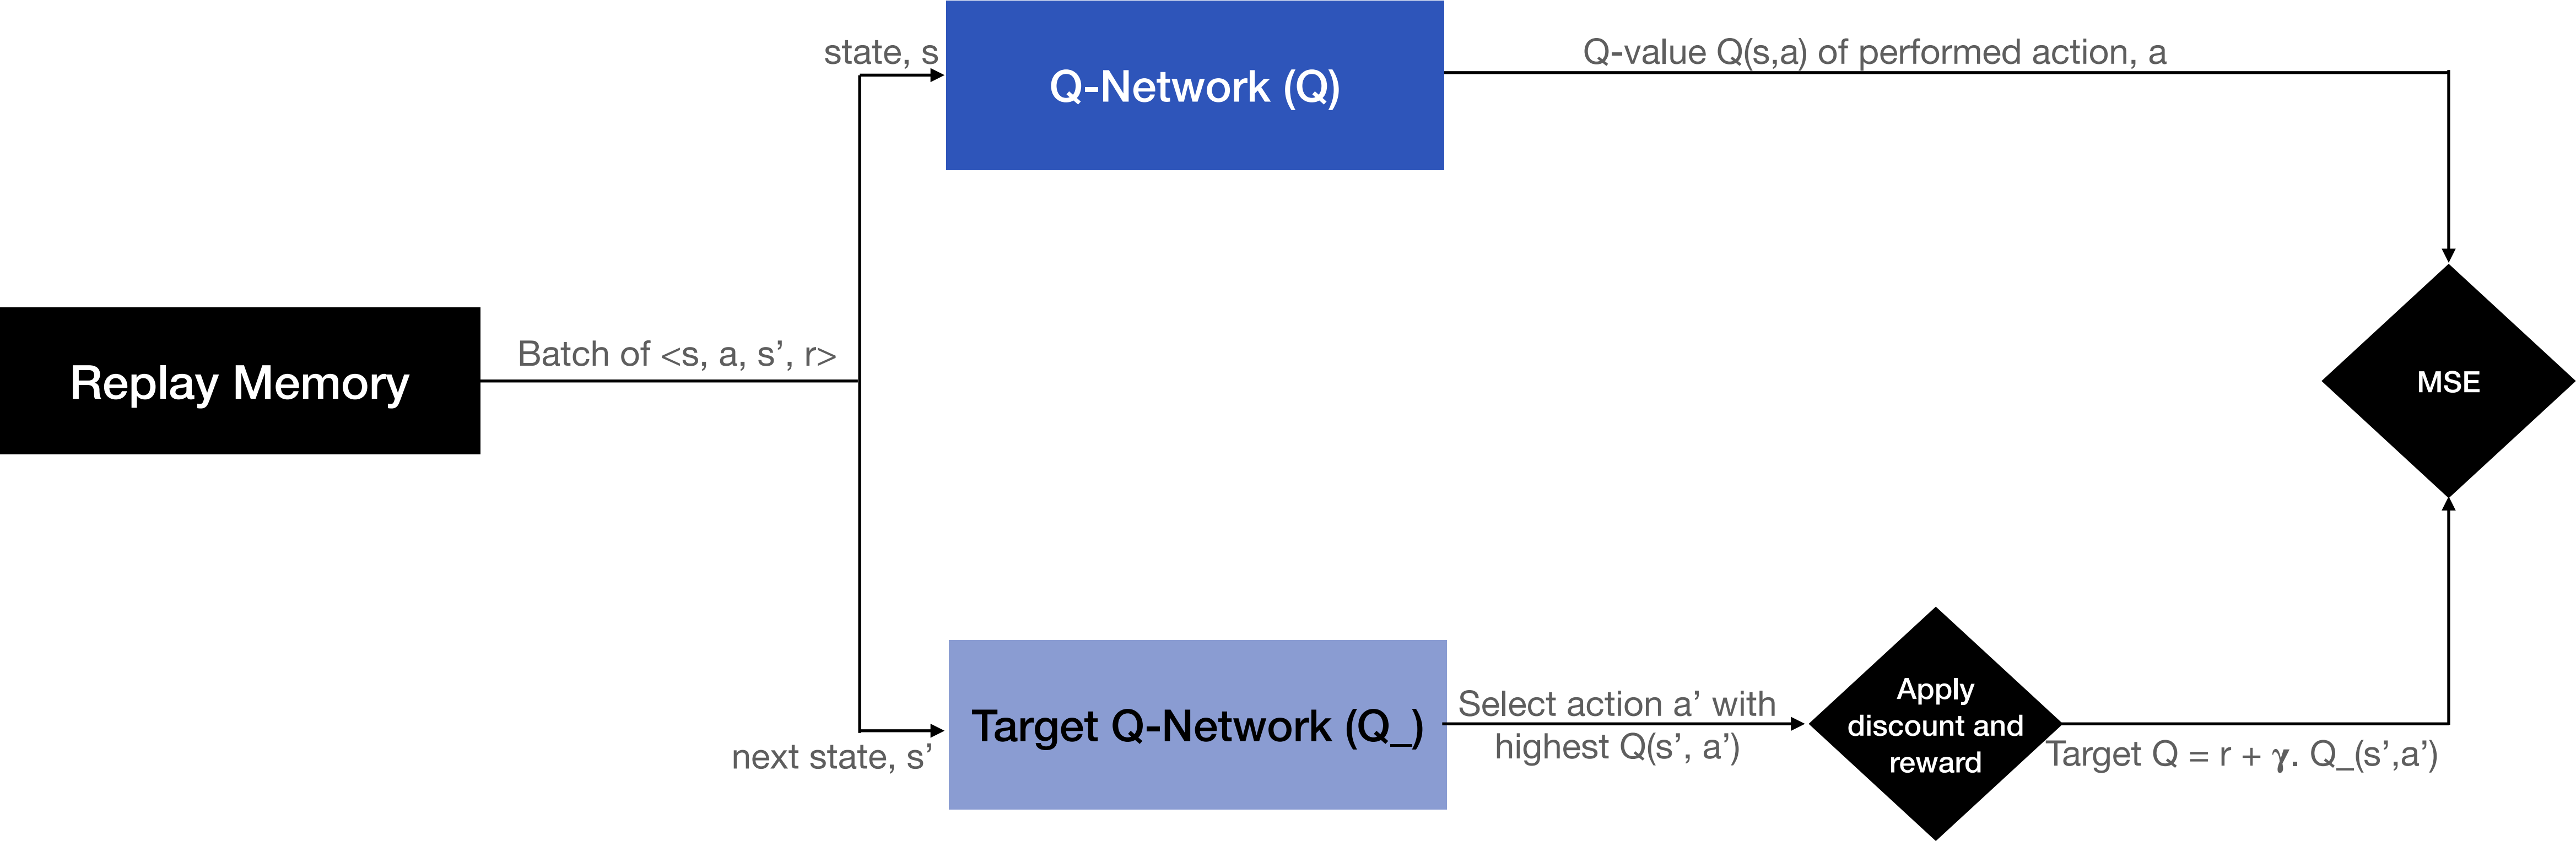 state, s
Q-Network (Q)
Q-value Q(s,a) of performed action, a
Replay Memory
Batch of <s, a, s’, r>
MSE
next state, s’
Target Q-Network (Q_)
Select action a’ with
highest Q(s’, a’)
Apply
discount and
reward
Target Q = r + γ. Q_(s’,a’)